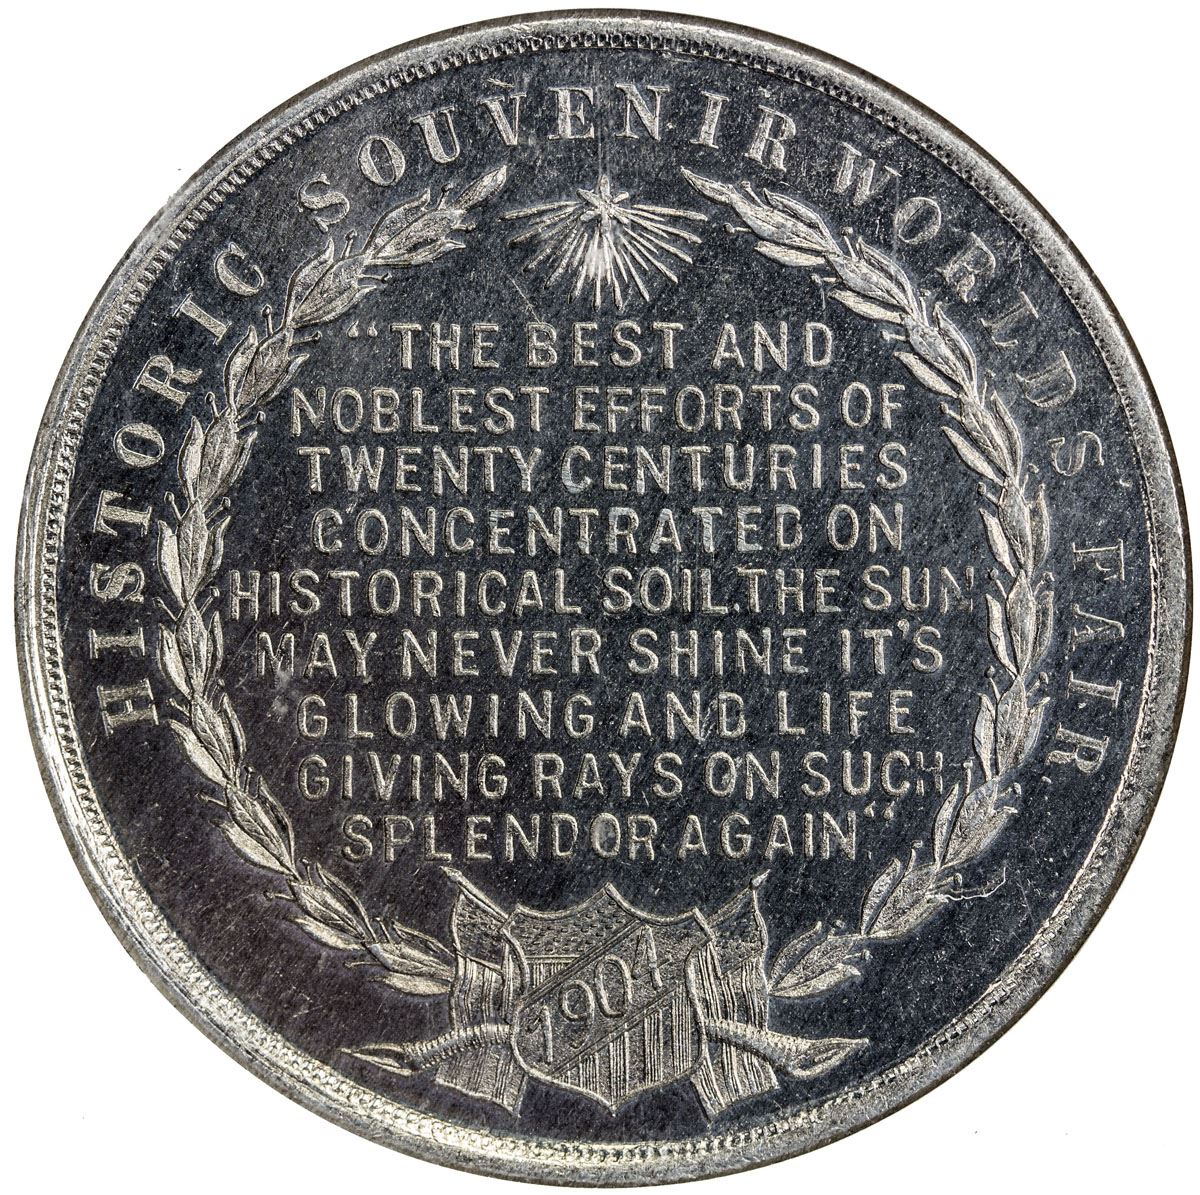 HISTORIC SOUVENIR WORLDS FAIR.
"THE BEST AND
NOBLEST EFFORTS OF
TWENTY CENTURIES
CONCENTRATED ON
HISTORICAL SOIL. THE SUN
MAY NEVER SHINE IT'S
GLOWING AND LIFE
GIVING RAYS ON SUCH
SPLENDOR AGAIN."
1904